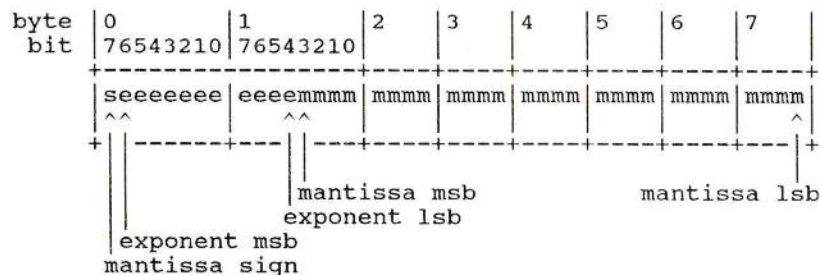 byte |0 |1 |2 |3 |4 |5 |6 |7 |
bit |76543210|76543210| | | | | | |
+--------+--------+----+----+----+----+----+----+
|seeeeeee|eeeemmmm|mmmm|mmmm|mmmm|mmmm|mmmm|mmmm|
^^ ^^ ^
+ -------+--- ----+----+----+----+----+----+--- +
mantissa msb mantissa lsb
exponent lsb
exponent msb
mantissa sign